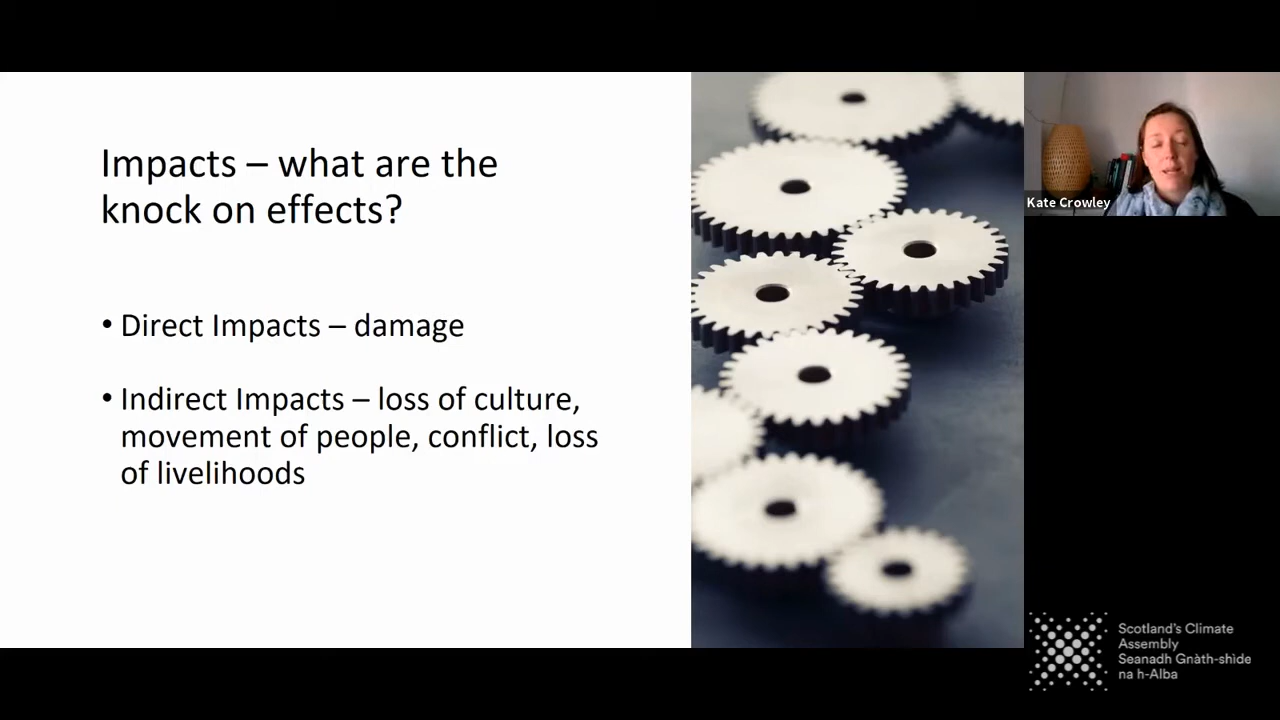 Impacts – what are the
knock on effects?
• Direct Impacts – damage
• Indirect Impacts – loss of culture,
movement of people, conflict, loss
of livelihoods
Kate Crowley
Scotland's Climate
Assembly
Seanadh Gnàth-shìde
na h-Alba